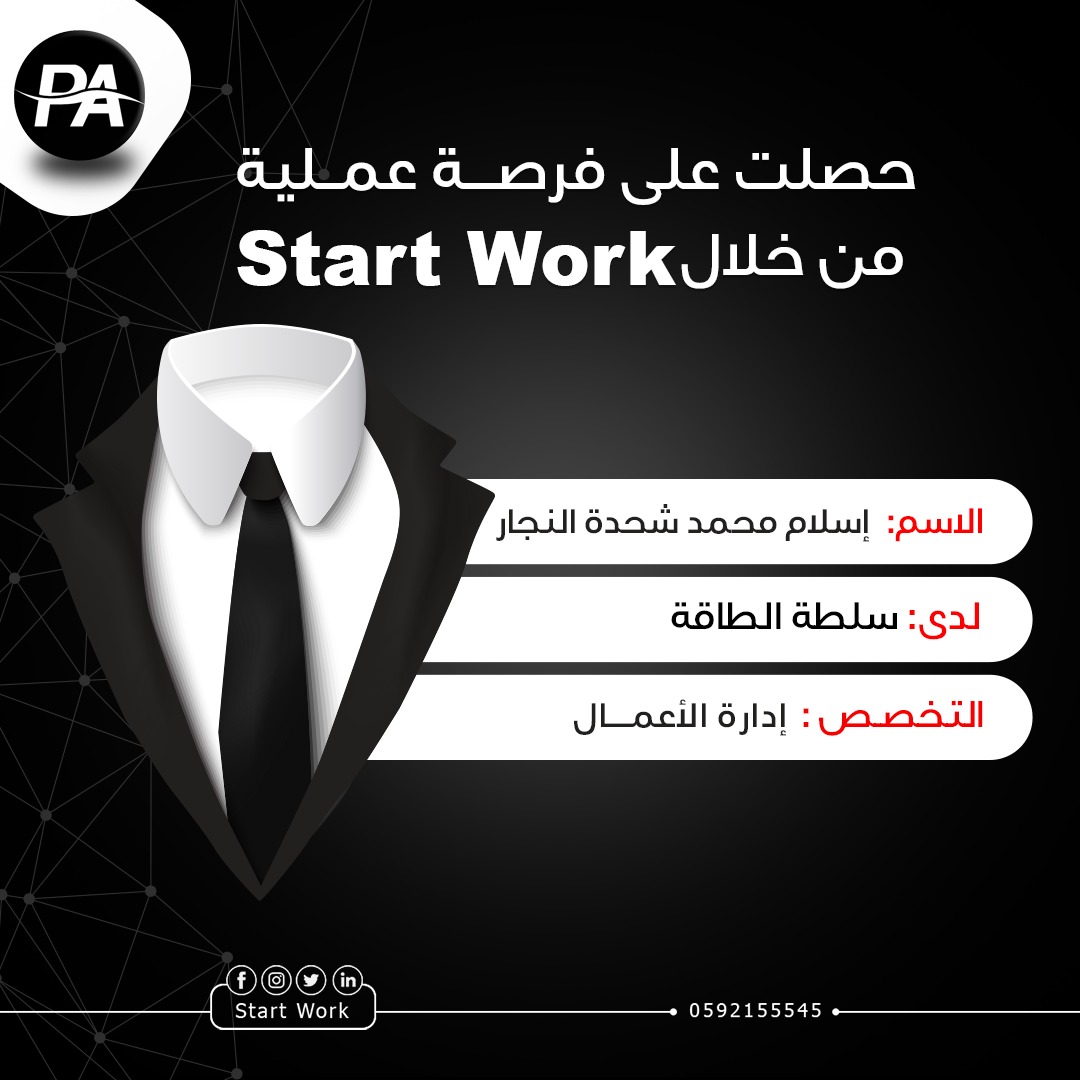 PA
حصلت على فرصة عملية
من خلال Start Work
الاسم: إسلام محمد شحدة النجار
لدى: سلطة الطاقة
التخصص: إدارة الأعمال
Start Work
0592155545